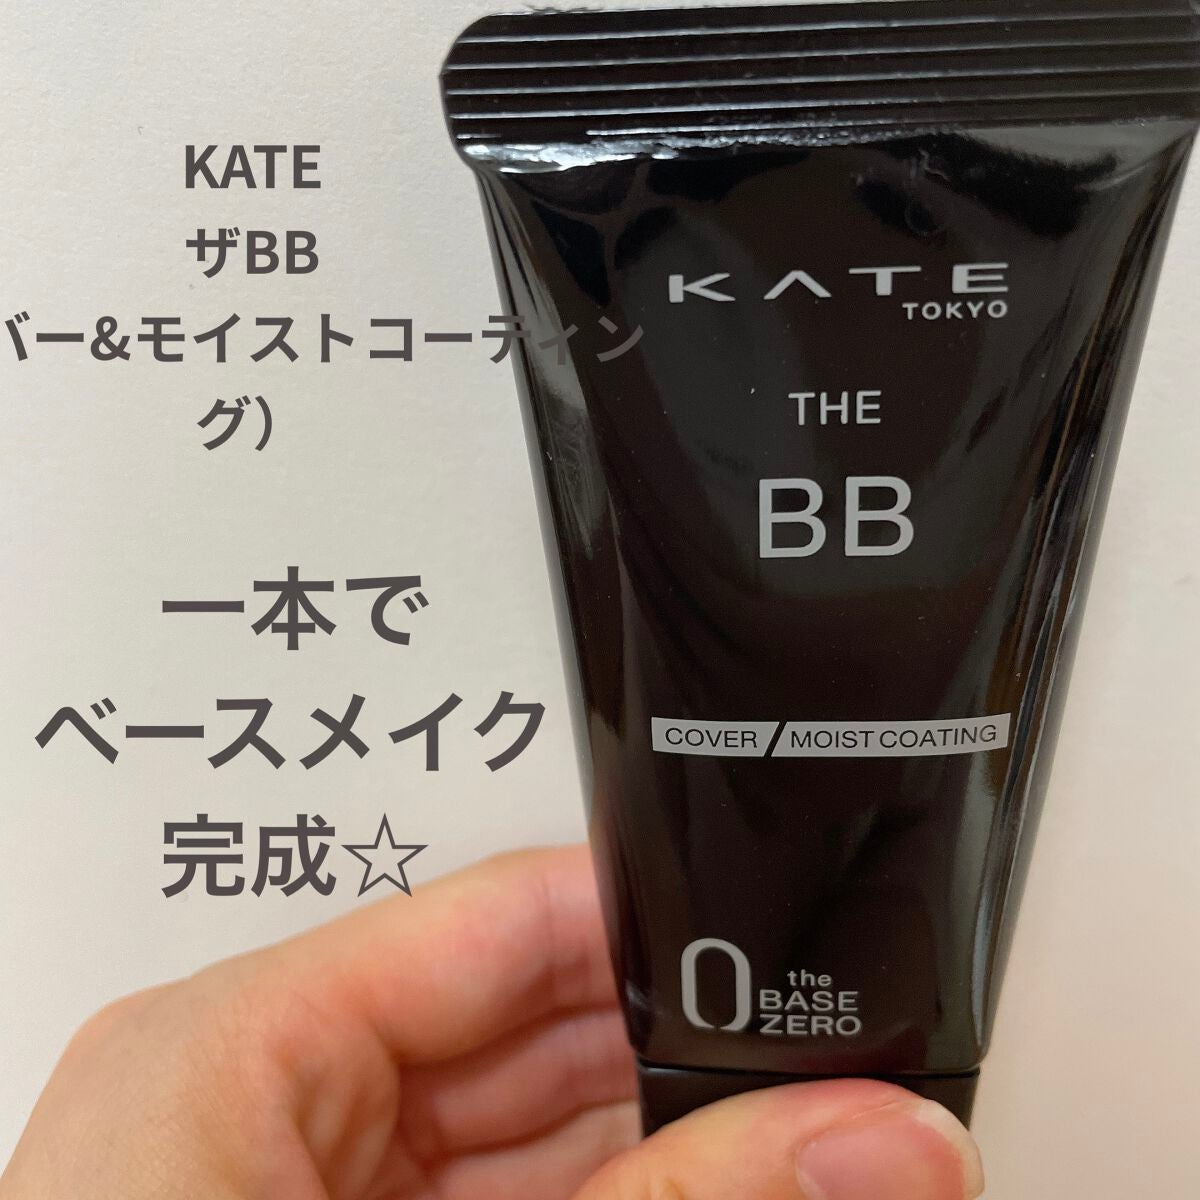 KATE
ザBB
バー&モイストコーティン
グ)
一本で
ベースメイク
完成☆
KATE
TOKYO
THE
BB
COVER / MOIST COATING
0 the
BASE
ZERO